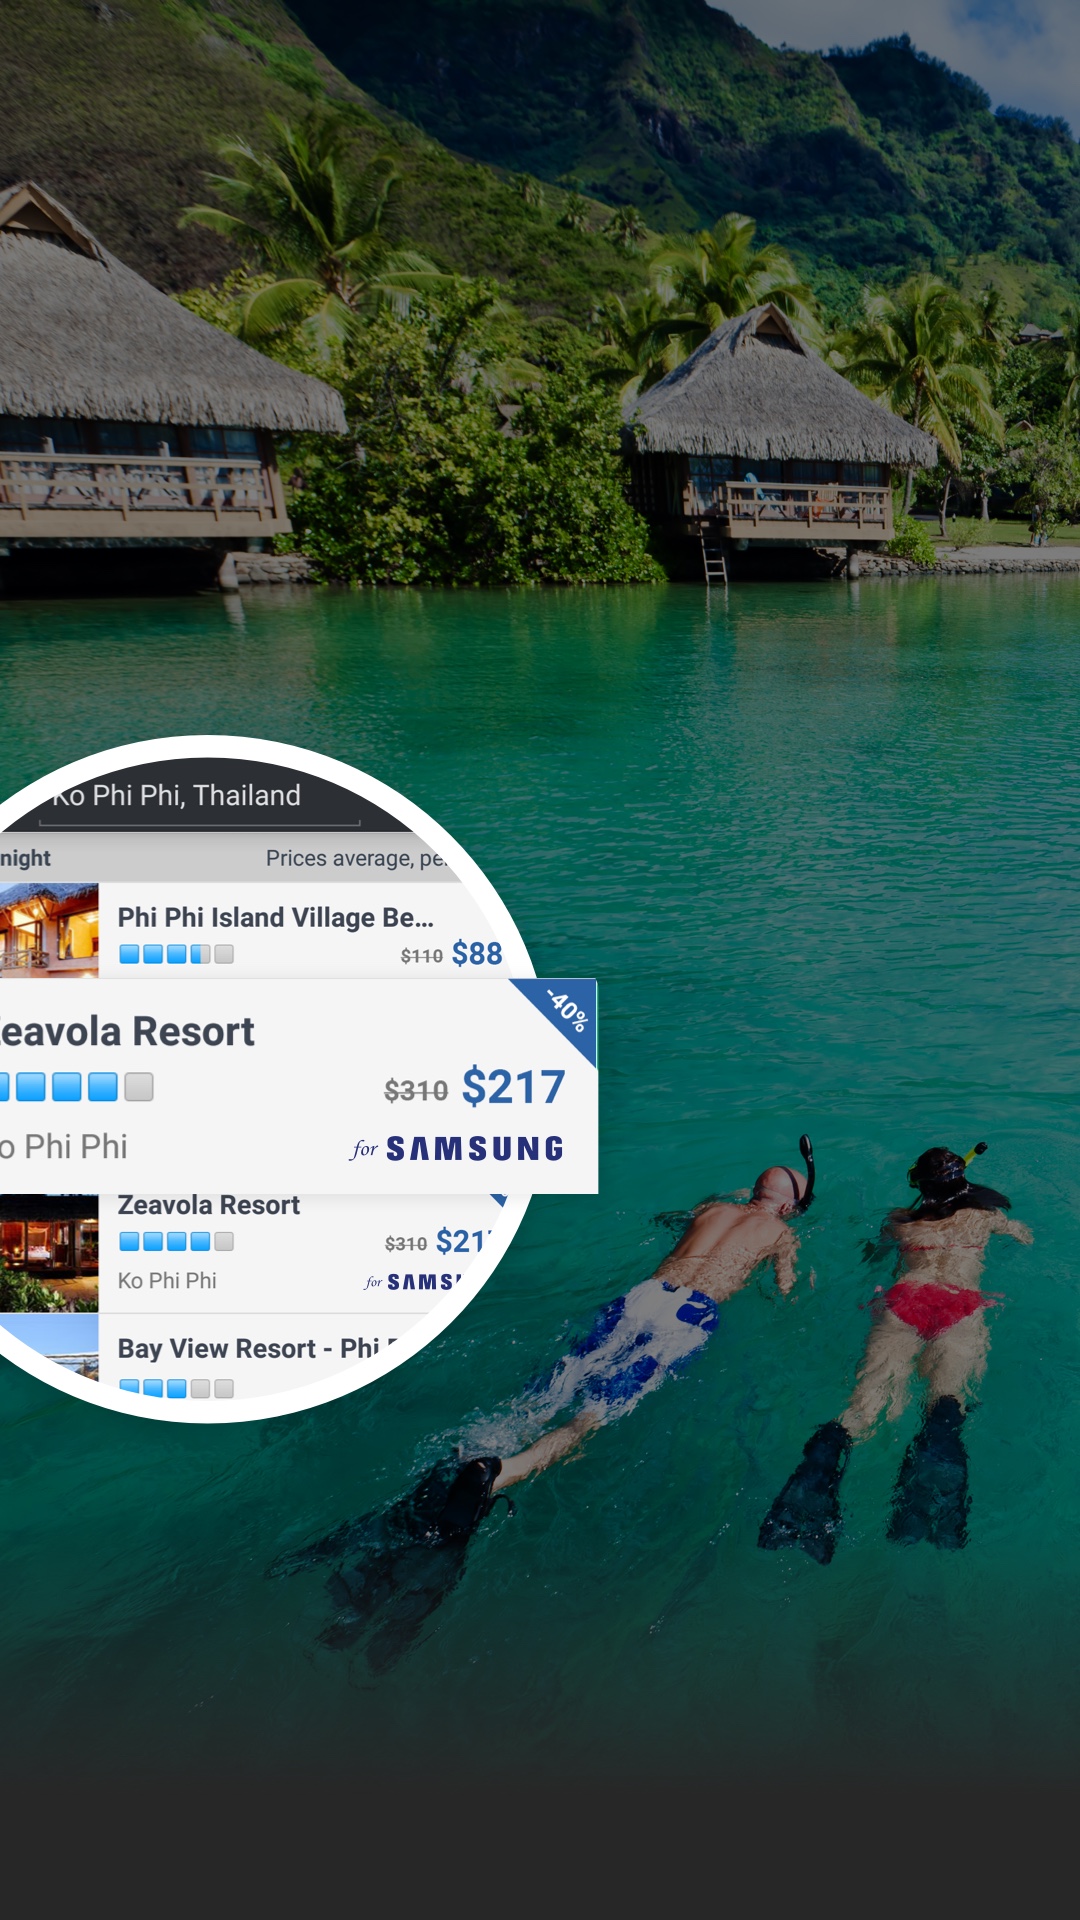 Ko Phi Phi, Thailand
night
Prices average, pe
Phi Phi Island Village Be...
$110 $88
-40%
eavola Resort
$310 $217
o Phi Phi
for SAMSUNG
Zeavola Resort
$310 $21
Ko Phi Phi
for SAMS
Bay View Resort - Phi